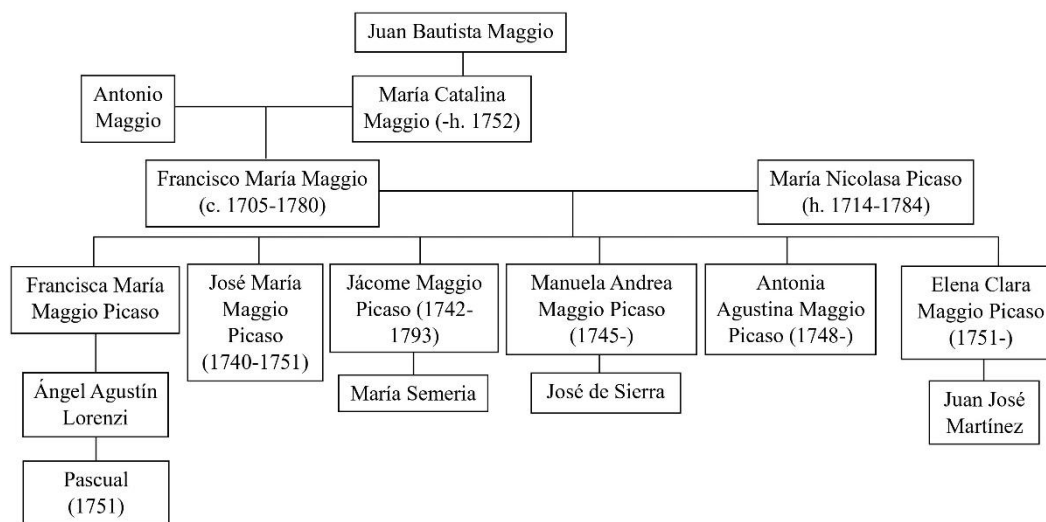 Juan Bautista Maggio
Antonio
Maggio
María Catalina
Maggio (-h. 1752)
Francisco María Maggio
(c. 1705-1780)
María Nicolasa Picaso
(h. 1714-1784)
Francisca María
Maggio Picaso
José María
Maggio
Picaso
(1740-1751)
Jácome Maggio
Picaso (1742-
1793)
Manuela Andrea
Maggio Picaso
(1745-)
Antonia
Agustina Maggio
Picaso (1748-)
Elena Clara
Maggio Picaso
(1751-)
Ángel Agustín
Lorenzi
María Semeria
José de Sierra
Juan José
Martínez
Pascual
(1751)